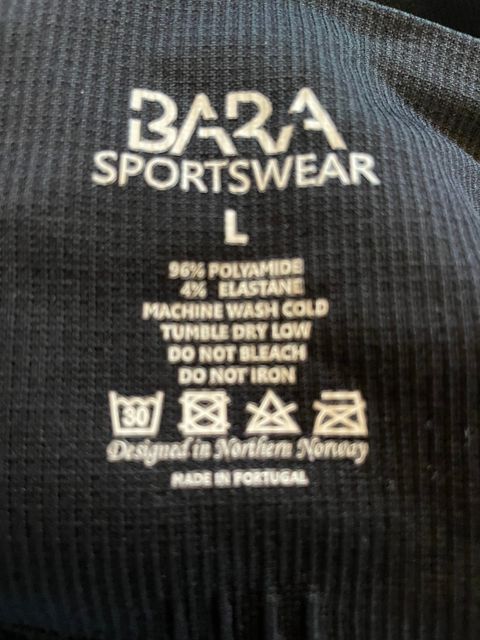 BARA
SPORTSWEAR
L
96% POLYAMIDE
4% ELASTANE
MACHINE WASH COLD
TUMBLE DRY LOW
DO NOT BLEACH
DO NOT IRON
30
Designed in Northern Norway
MADE IN PORTUGAL